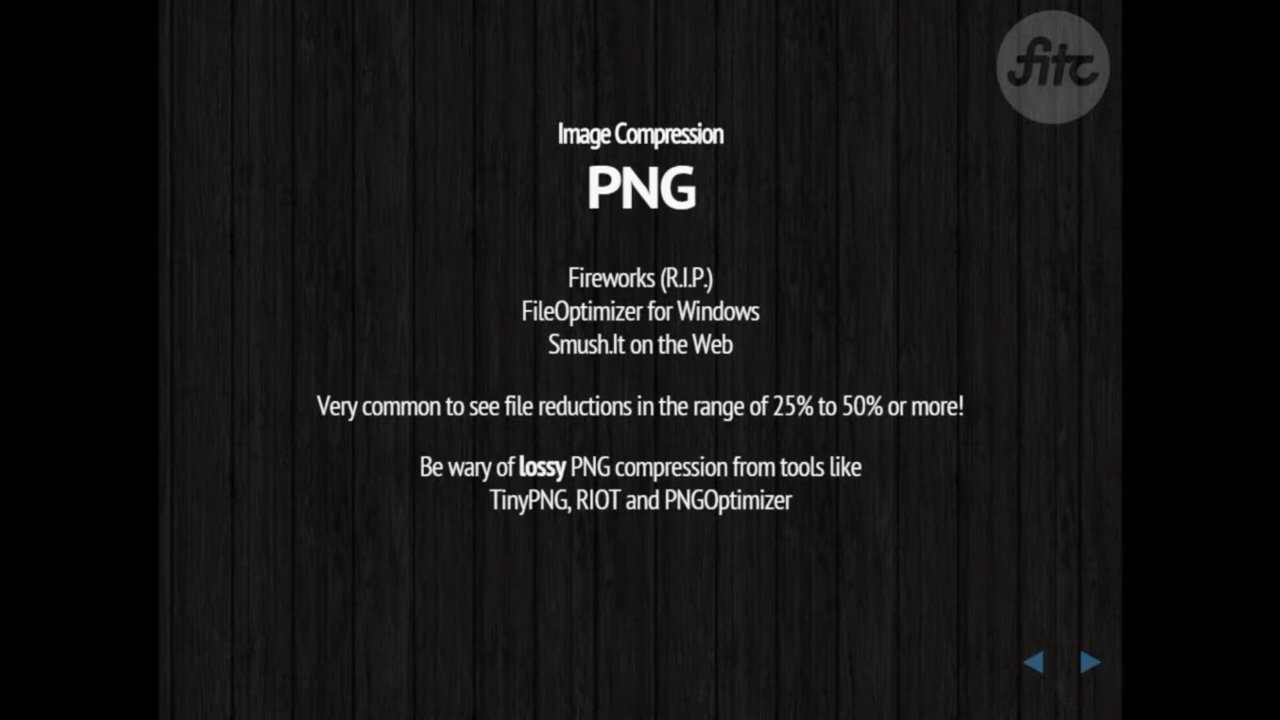 fitc
Image Compression
PNG
Fireworks (R.I.P.)
FileOptimizer for Windows
Smush.It on the Web
Very common to see file reductions in the range of 25% to 50% or more!
Be wary of lossy PNG compression from tools like
TinyPNG, RIOT and PNGOptimizer